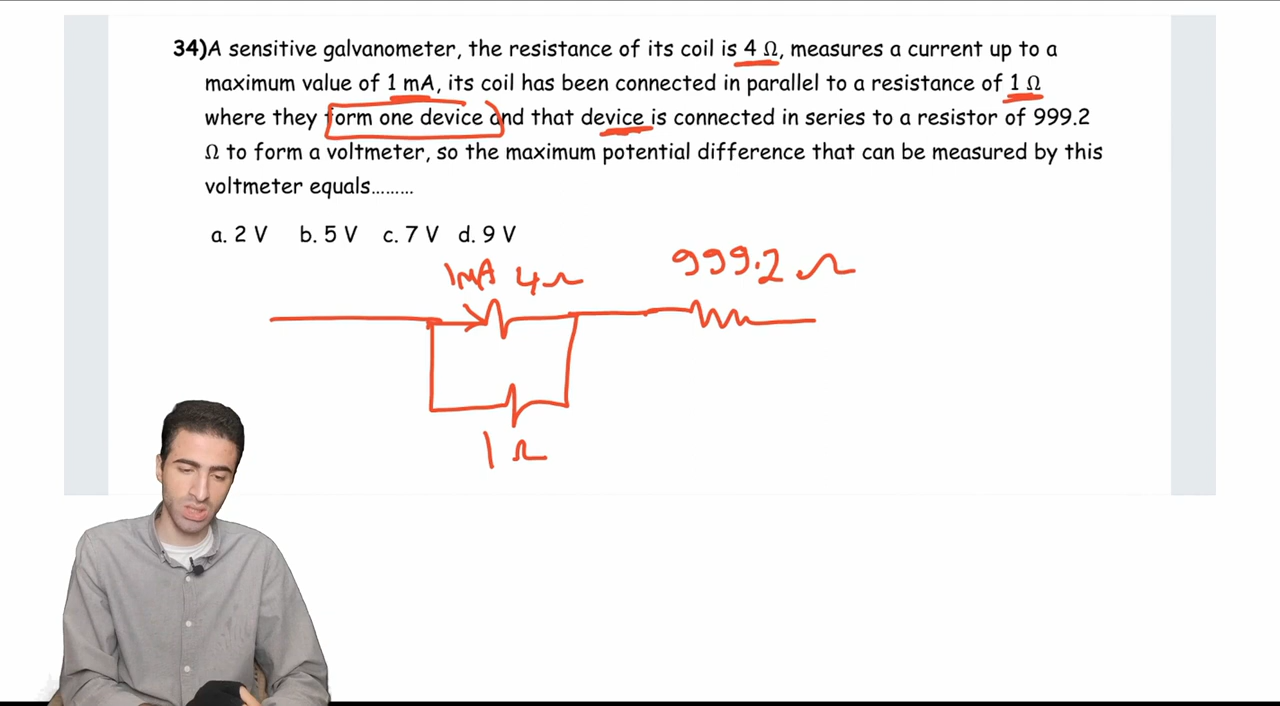 34)A sensitive galvanometer, the resistance of its coil is 4 Ω, measures a current up to a
maximum value of 1 mA, its coil has been connected in parallel to a resistance of 1 Ω
where they form one device and that device is connected in series to a resistor of 999.2
Ω to form a voltmeter, so the maximum potential difference that can be measured by this
voltmeter equals.........
a. 2 V b. 5 V c. 7 V d. 9 V
1mA 4Ω 999.2 Ω
1 Ω